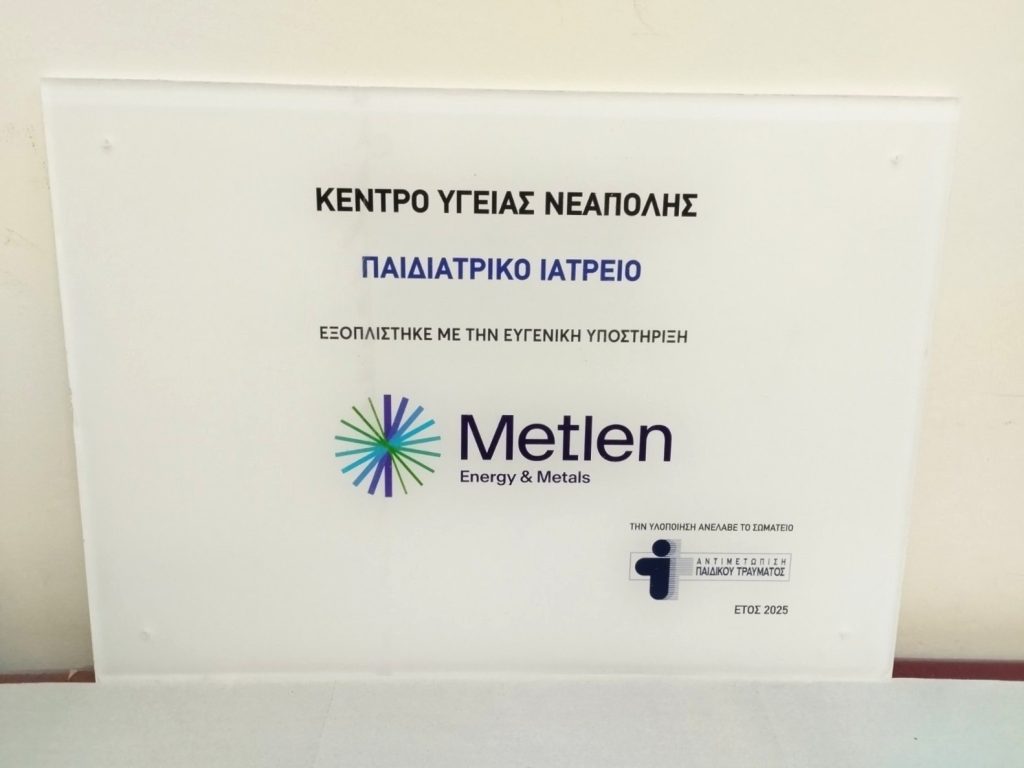 ΚΕΝΤΡΟ ΥΓΕΙΑΣ ΝΕΑΠΟΛΗΣ
ΠΑΙΔΙΑΤΡΙΚΟ ΙΑΤΡΕΙΟ
ΕΞΟΠΛΙΣΤΗΚΕ ΜΕ ΤΗΝ ΕΥΓΕΝΙΚΗ ΥΠΟΣΤΗΡΙΞΗ
Metlen
Energy & Metals
ΤΗΝ ΥΛΟΠΟΙΗΣΗ ΑΝΕΛΑΒΕ ΤΟ ΣΩΜΑΤΕΙΟ
ΑΝΤΙΜΕΤΩΠΙΣΗ
ΠΑΙΔΙΚΟΥ ΤΡΑΥΜΑΤΟΣ
ΕΤΟΣ 2025